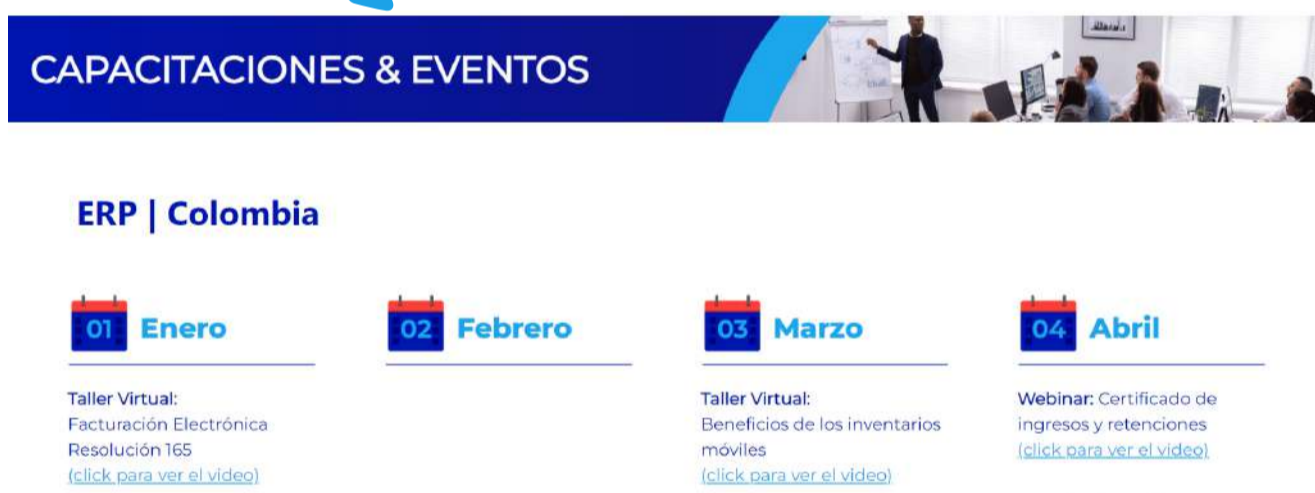 CAPACITACIONES & EVENTOS
ERP | Colombia
01 Enero
Taller Virtual:
Facturación Electrónica
Resolución 165
(click para ver el video)
02 Febrero
03 Marzo
Taller Virtual:
Beneficios de los inventarios
móviles
(click para ver el video)
04 Abril
Webinar: Certificado de
ingresos y retenciones
(click para ver el video)